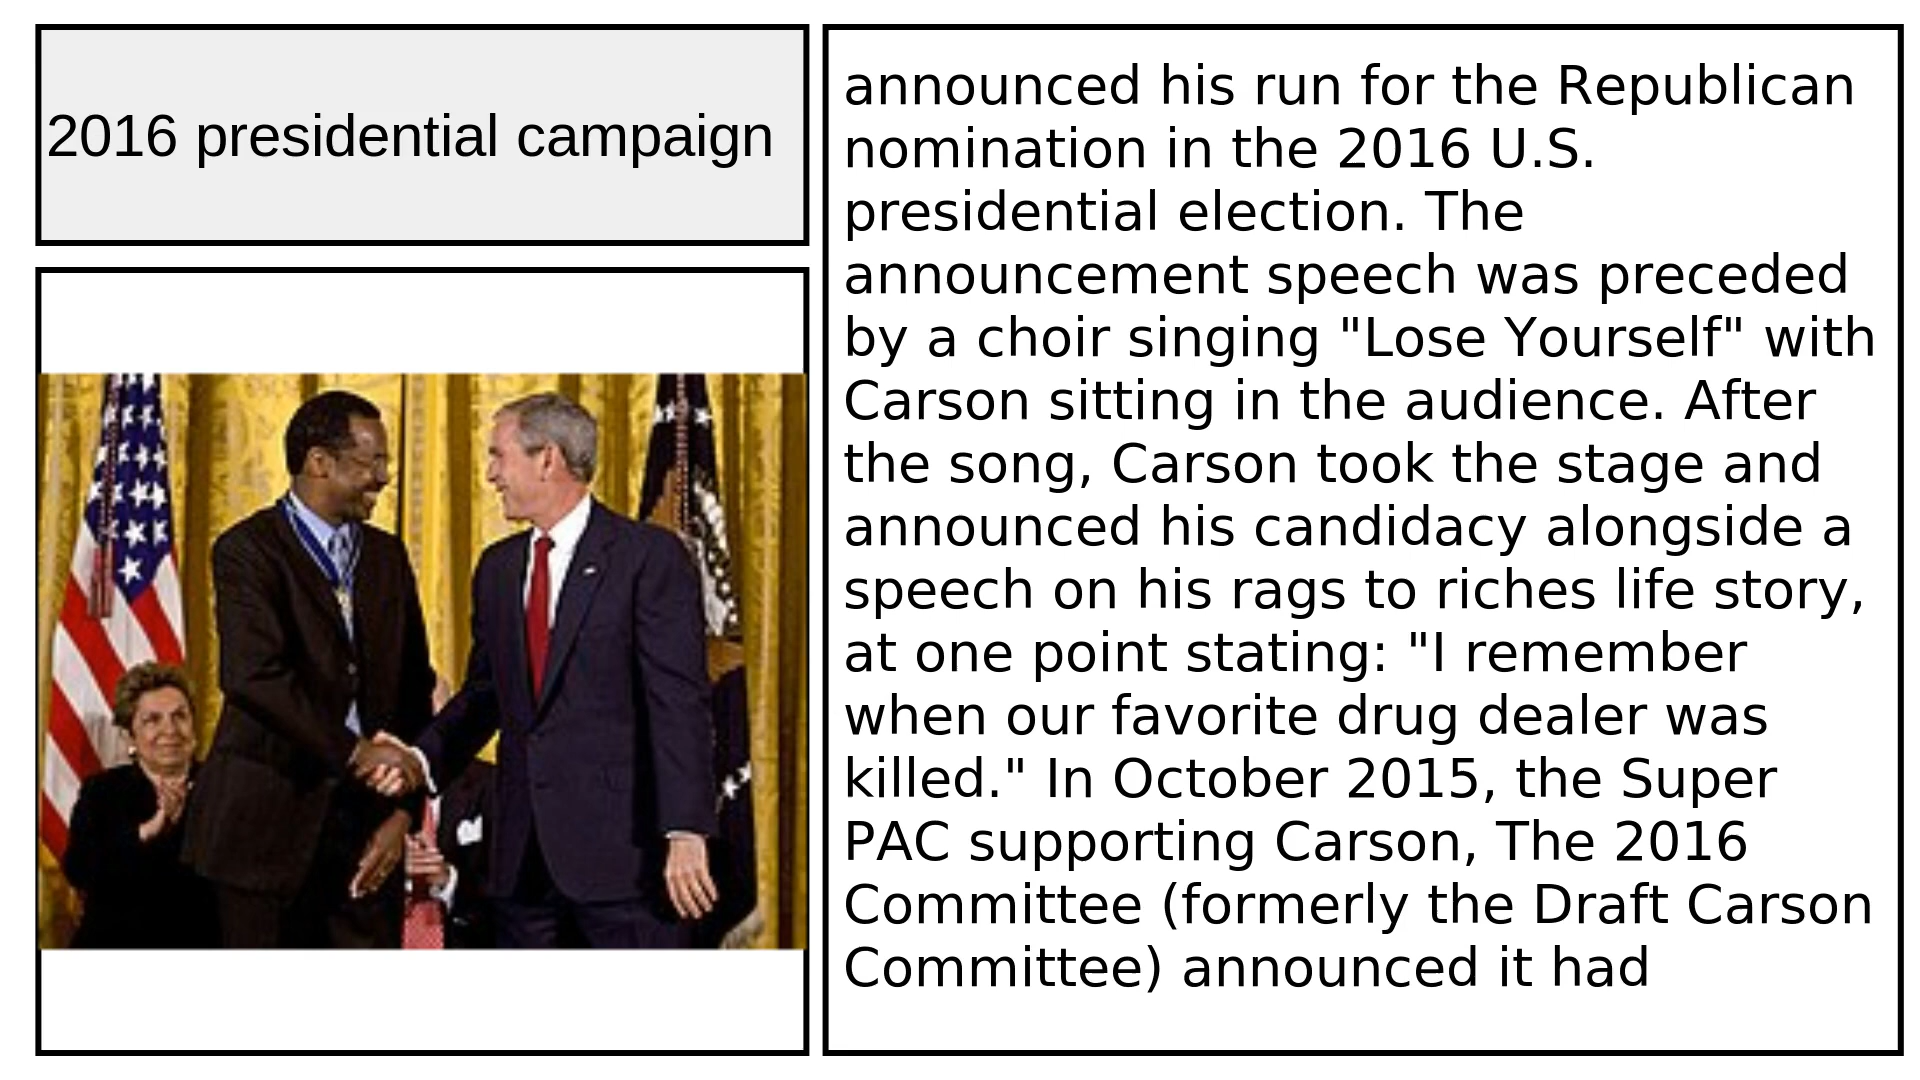 2016 presidential campaign
announced his run for the Republican
nomination in the 2016 U.S.
presidential election. The
announcement speech was preceded
by a choir singing "Lose Yourself" with
Carson sitting in the audience. After
the song, Carson took the stage and
announced his candidacy alongside a
speech on his rags to riches life story,
at one point stating: "I remember
when our favorite drug dealer was
killed." In October 2015, the Super
PAC supporting Carson, The 2016
Committee (formerly the Draft Carson
Committee) announced it had